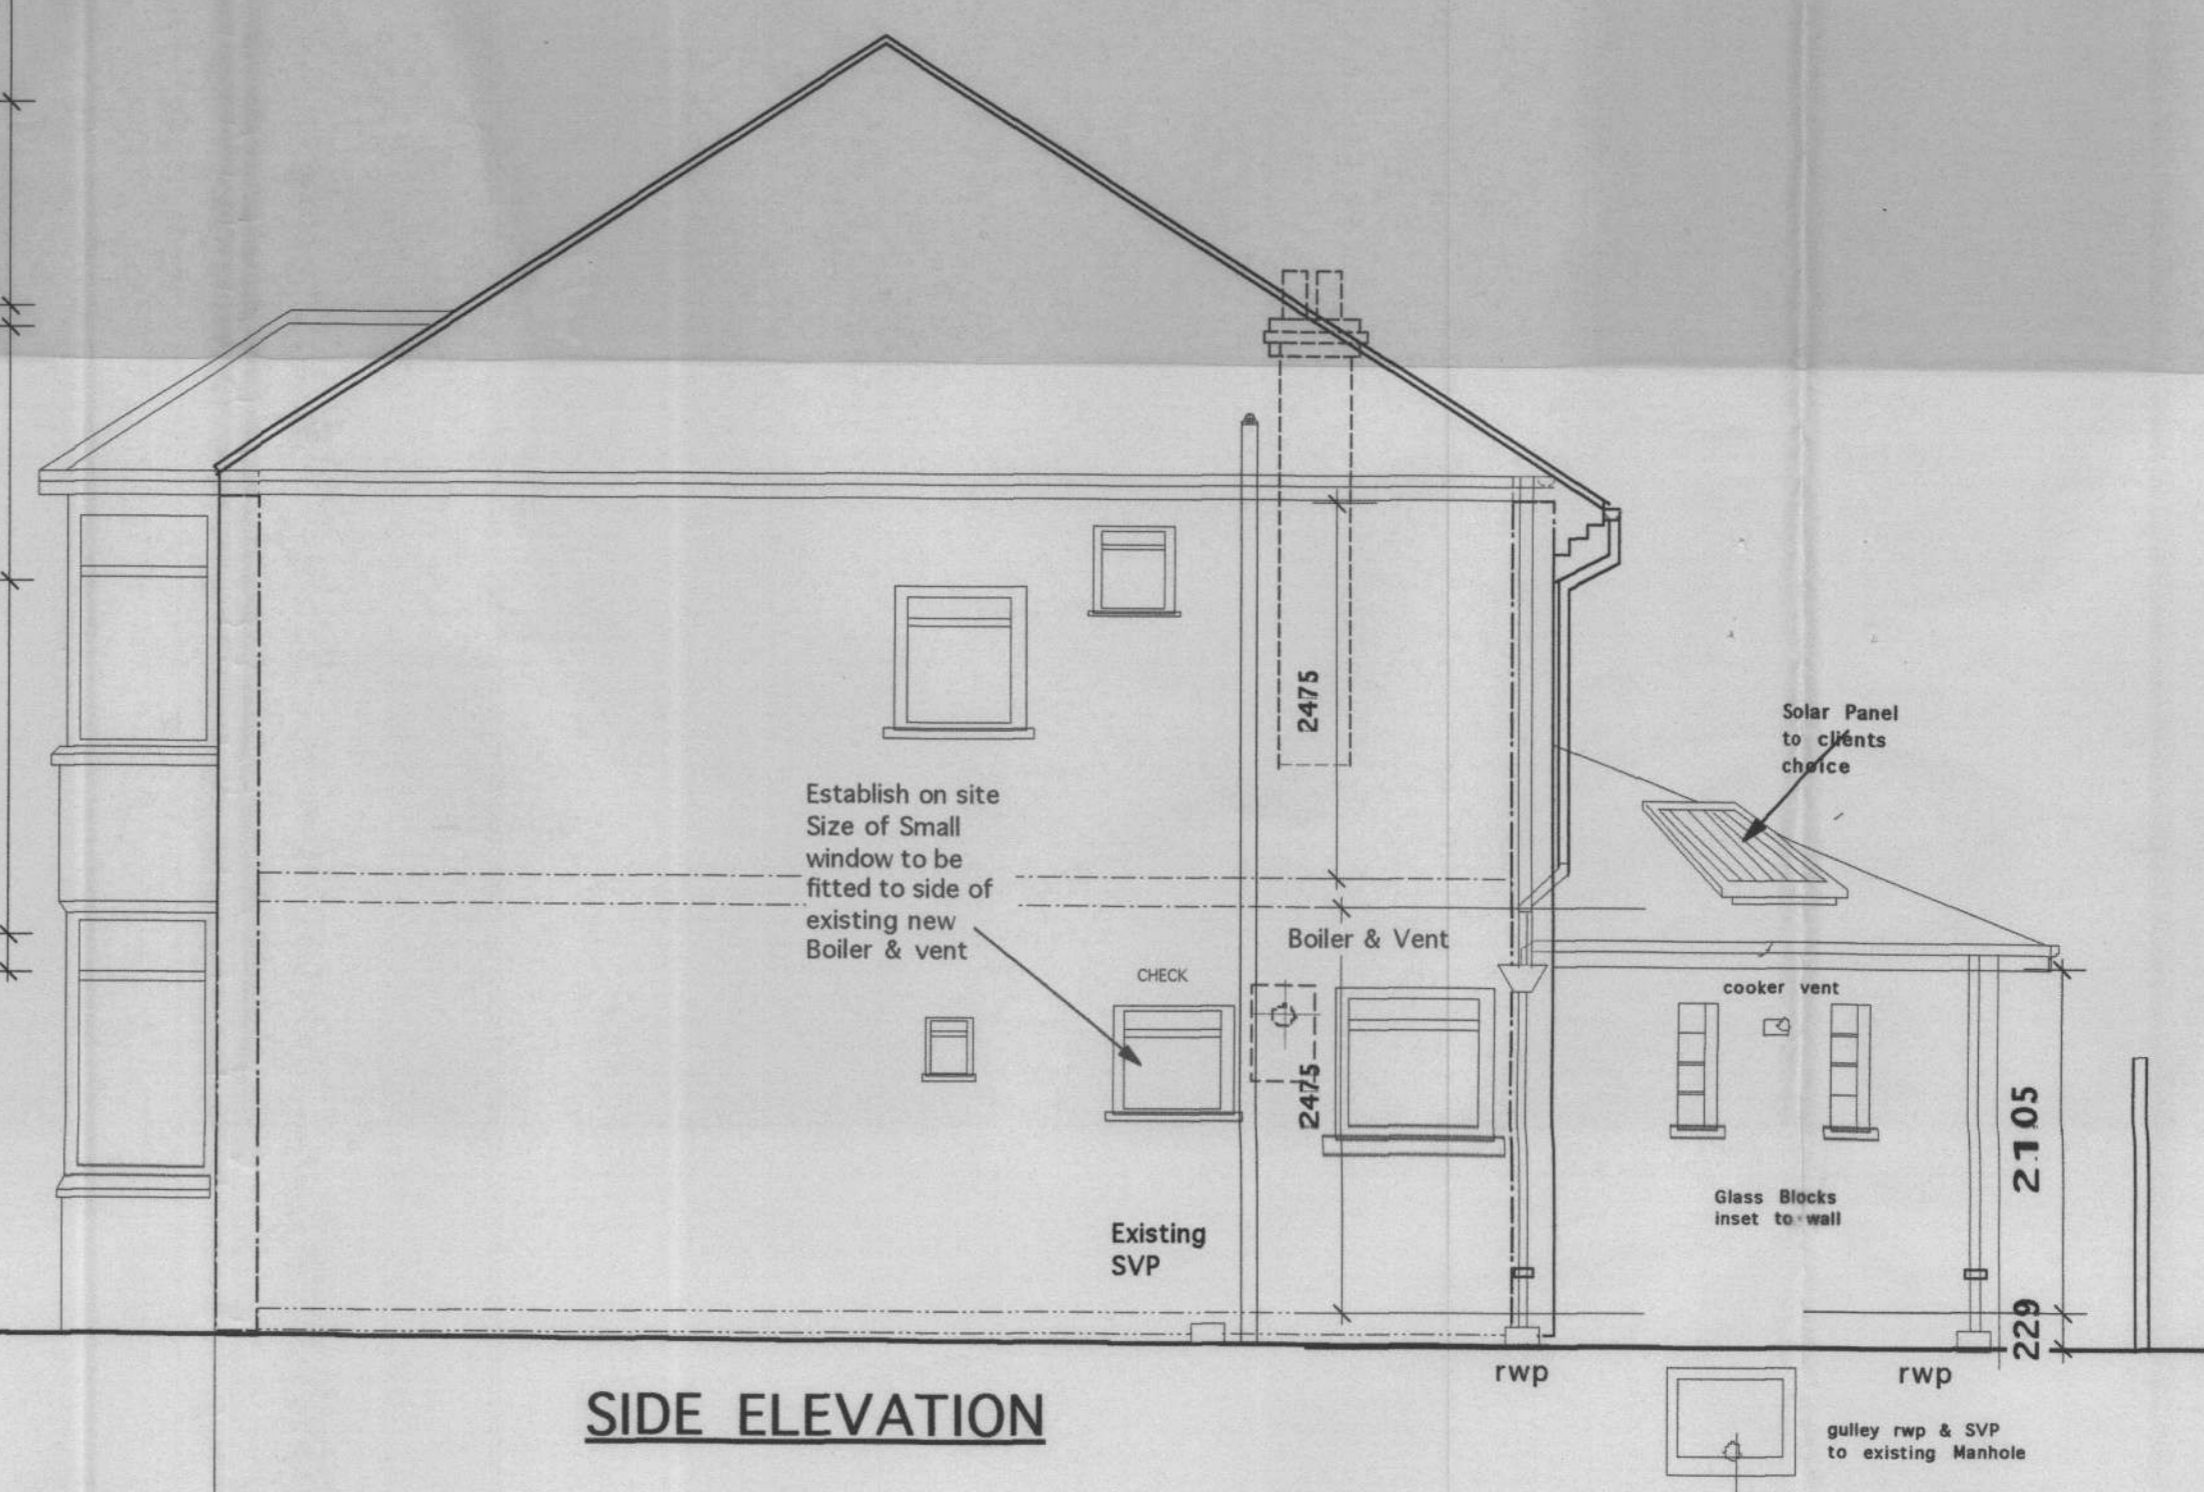 2475
Solar Panel
to clients
choice
Establish on site
Size of Small
window to be
fitted to side of
existing new
Boiler & vent
Boiler & Vent
CHECK
cooker vent
2475
2105
Glass Blocks
inset to wall
Existing
SVP
229
rwp
rwp
SIDE ELEVATION
gulley rwp & SVP
to existing Manhole